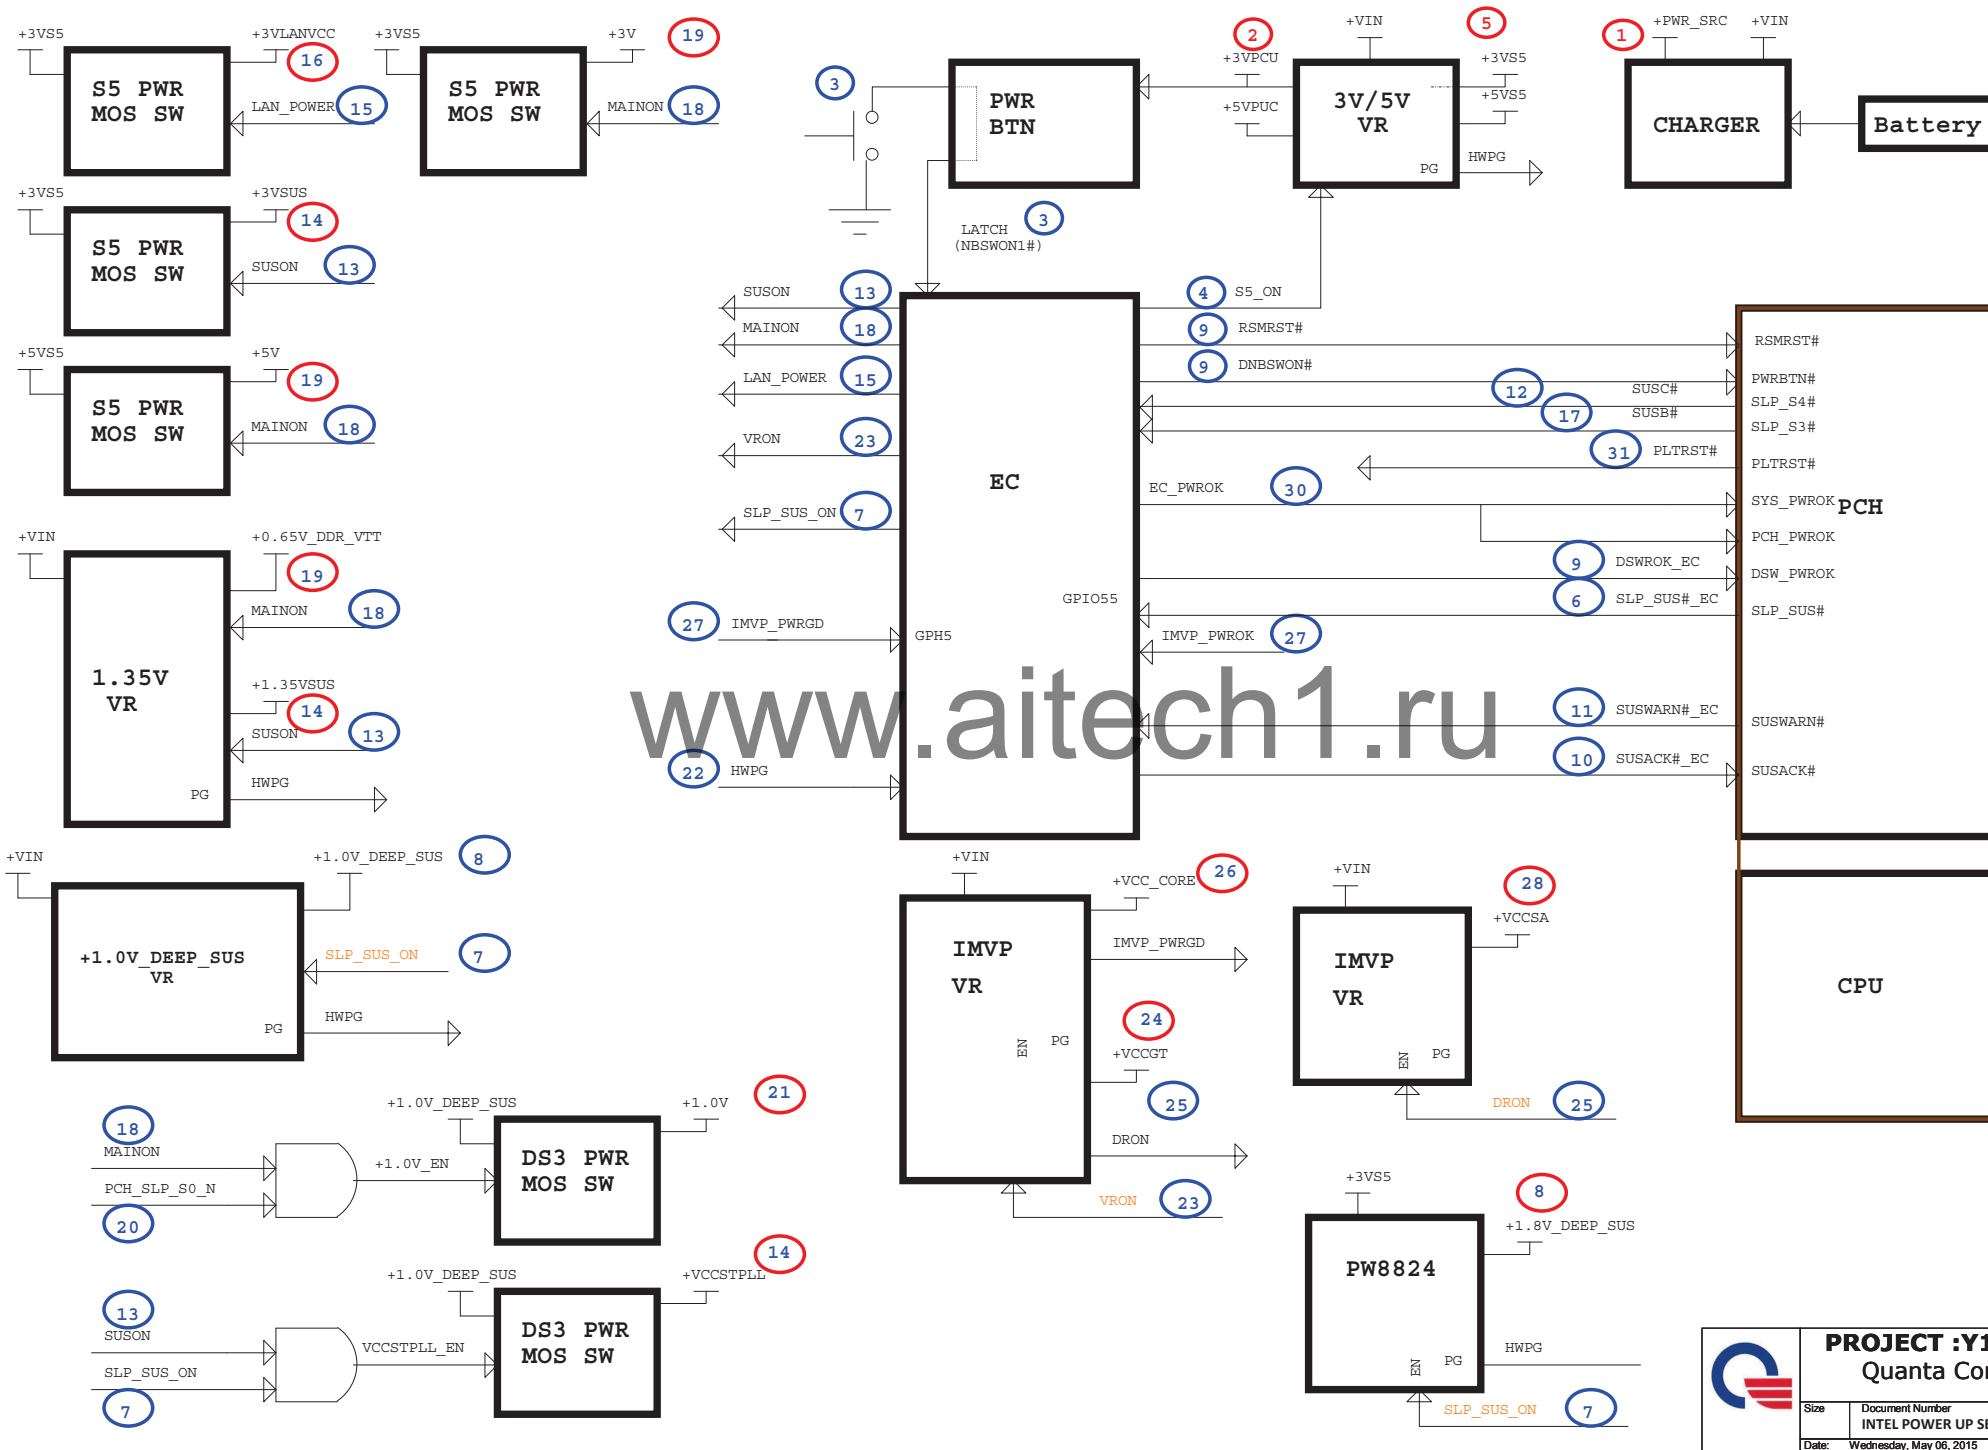 +3VS5
+3VLANVCC
16
S5 PWR
MOS SW
LAN_POWER
15
+3VS5
+3V
19
S5 PWR
MOS SW
MAINON
18
3
PWR
BTN
2
+3VPCU
+5VPUC
+VIN
3V/5V
VR
5
+3VS5
+5VS5
PG
HWPG
1
+PWR_SRC
+VIN
CHARGER
Battery
+3VS5
+3VSUS
14
S5 PWR
MOS SW
SUSON
13
LATCH
(NBSWON1#)
3
+5VS5
+5V
19
S5 PWR
MOS SW
MAINON
18
SUSON
13
MAINON
18
LAN_POWER
15
VRON
23
SLP_SUS_ON
7
27
IMVP_PWRGD
22
HWPG
EC
GPH5
GPIO55
4
S5_ON
9
RSMRST#
9
DNBSWON#
12
SUSC#
17
SUSB#
31
PLTRST#
EC_PWROK
30
9
DSWROK_EC
6
SLP_SUS#_EC
IMVP_PWROK
27
11
SUSWARN#_EC
10
SUSACK#_EC
RSMRST#
PWRBTN#
SLP_S4#
SLP_S3#
PLTRST#
SYS_PWROK
PCH
PCH_PWROK
DSW_PWROK
SLP_SUS#
SUSWARN#
SUSACK#
+VIN
+0.65V_DDR_VTT
19
MAINON
18
1.35V
VR
+1.35VSUS
14
SUSON
13
PG
HWPG
www.aitech1.ru
+VIN
+1.0V_DEEP_SUS
8
+1.0V_DEEP_SUS
VR
SLP_SUS_ON
7
PG
HWPG
+VIN
+VCC_CORE
26
IMVP
VR
IMVP_PWRGD
24
+VCCGT
EN
PG
25
DRON
VRON
23
+VIN
28
+VCCSA
IMVP
VR
EN
PG
DRON
25
CPU
18
MAINON
PCH_SLP_S0_N
20
+1.0V_EN
+1.0V_DEEP_SUS
+1.0V
21
DS3 PWR
MOS SW
13
SUSON
SLP_SUS_ON
7
VCCSTPLL_EN
+1.0V_DEEP_SUS
+VCCSTPLL
14
DS3 PWR
MOS SW
+3VS5
8
+1.8V_DEEP_SUS
PW8824
EN
PG
HWPG
SLP_SUS_ON
7
PROJECT :Y1
Quanta Co
Size
Document Number
INTEL POWER UP S
Date:
Wednesday, May 06, 2015